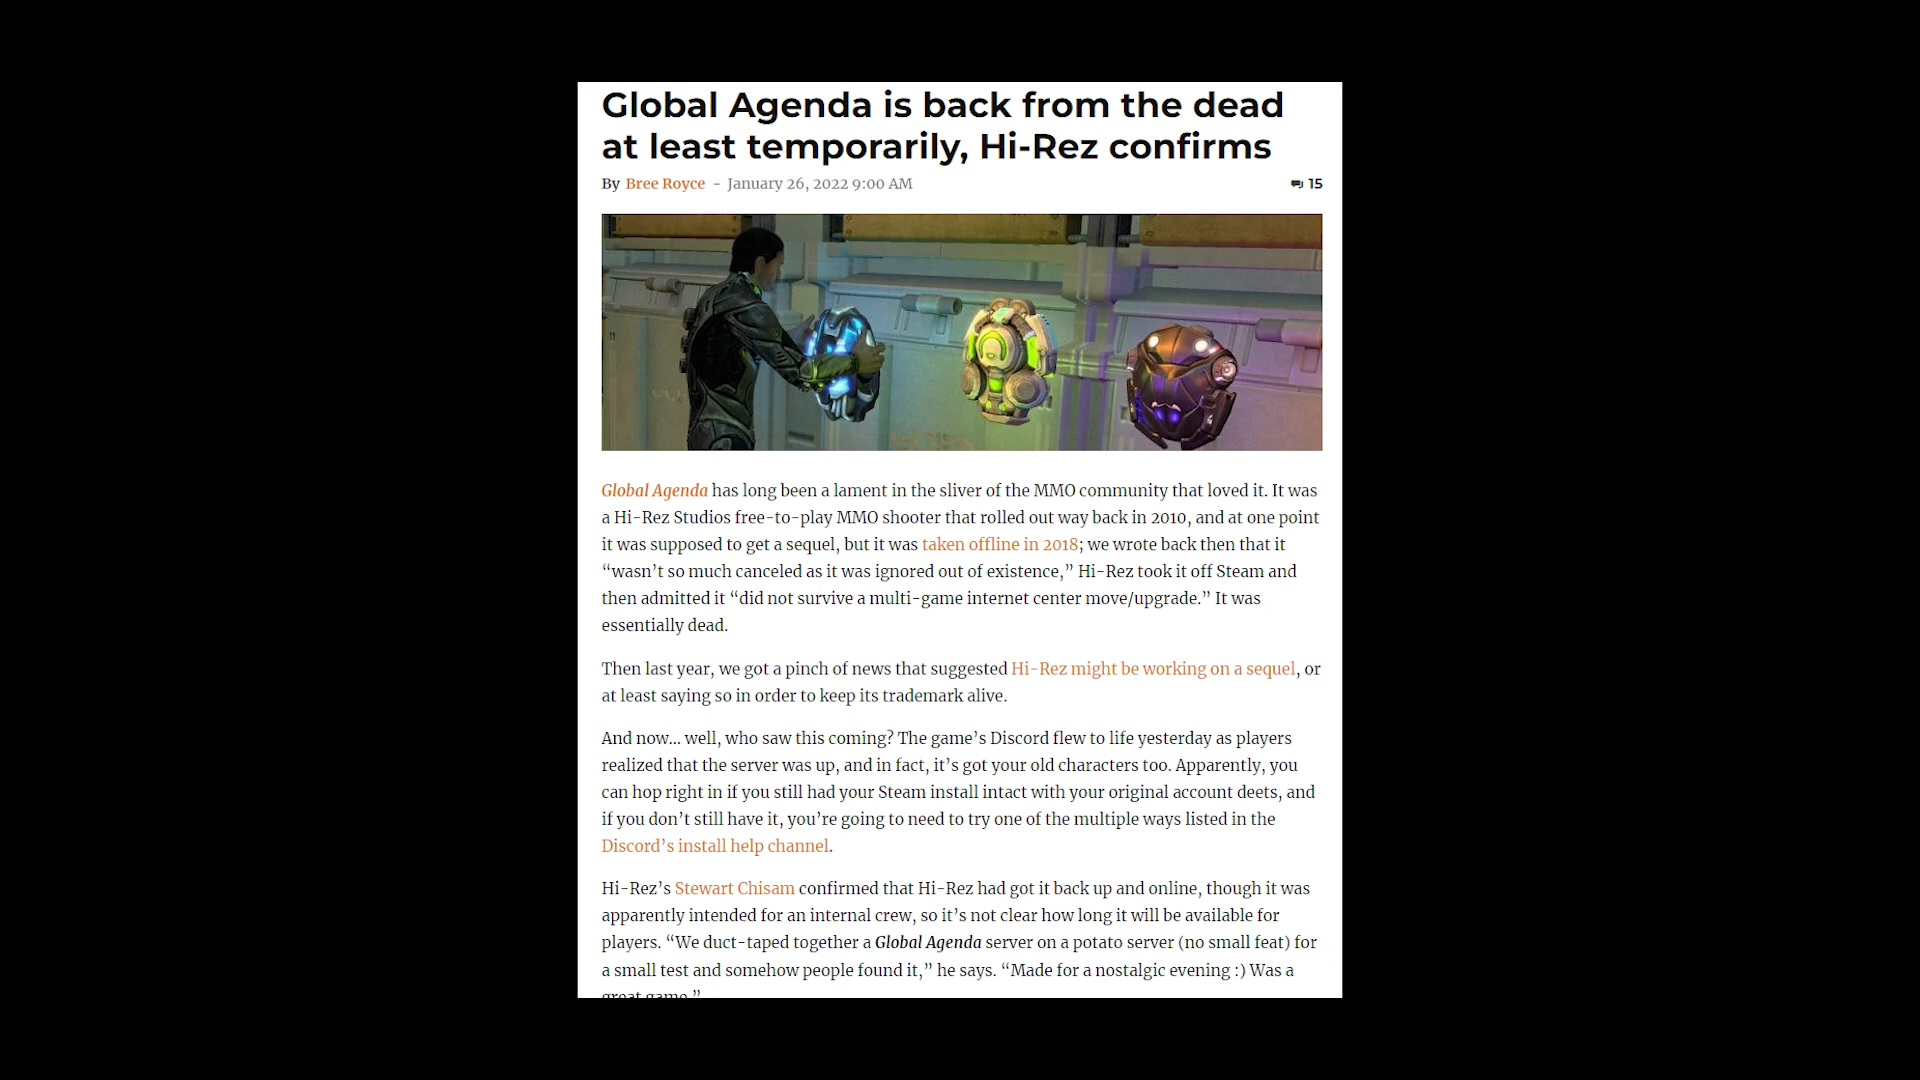 Global Agenda is back from the dead
at least temporarily, Hi-Rez confirms
By Bree Royce - January 26, 2022 9:00 AM 15
Global Agenda has long been a lament in the sliver of the MMO community that loved it. It was
a Hi-Rez Studios free-to-play MMO shooter that rolled out way back in 2010, and at one point
it was supposed to get a sequel, but it was taken offline in 2018; we wrote back then that it
“wasn’t so much canceled as it was ignored out of existence,” Hi-Rez took it off Steam and
then admitted it “did not survive a multi-game internet center move/upgrade.” It was
essentially dead.
Then last year, we got a pinch of news that suggested Hi-Rez might be working on a sequel, or
at least saying so in order to keep its trademark alive.
And now… well, who saw this coming? The game’s Discord flew to life yesterday as players
realized that the server was up, and in fact, it’s got your old characters too. Apparently, you
can hop right in if you still had your Steam install intact with your original account deets, and
if you don’t still have it, you’re going to need to try one of the multiple ways listed in the
Discord’s install help channel.
Hi-Rez’s Stewart Chisam confirmed that Hi-Rez had got it back up and online, though it was
apparently intended for an internal crew, so it’s not clear how long it will be available for
players. “We duct-taped together a Global Agenda server on a potato server (no small feat) for
a small test and somehow people found it,” he says. “Made for a nostalgic evening :) Was a
great game.”